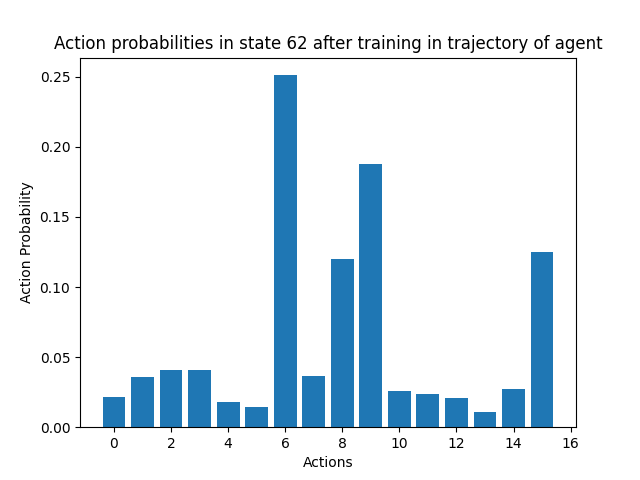 Action probabilities in state 62 after training in trajectory of agent
0.25
0.20
0.15
0.10
0.05
0.00
Action Probability
0 2 4 6 8 10 12 14 16
Actions